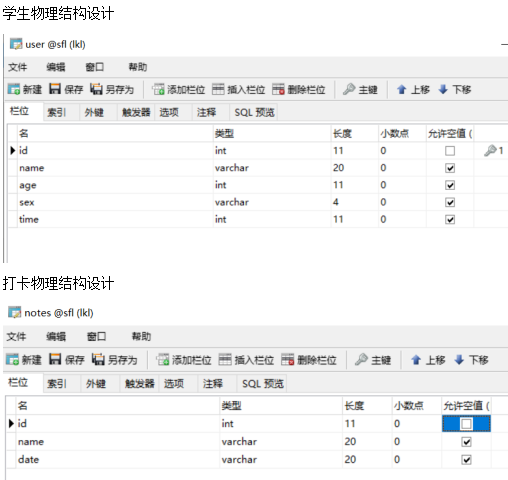 学生物理结构设计
user @sfl (lkl)
文件 编辑 窗口 帮助
新建 保存 另存为 添加栏位 插入栏位 删除栏位 主键 上移 下移
栏位 索引 外键 触发器 选项 注释 SQL 预览
名 类型 长度 小数点 允许空值 (
id int 11 0 1
name varchar 20 0
age int 11 0
sex varchar 4 0
time int 11 0
打卡物理结构设计
notes @sfl (lkl)
文件 编辑 窗口 帮助
新建 保存 另存为 添加栏位 插入栏位 删除栏位 主键 上移 下移
栏位 索引 外键 触发器 选项 注释 SQL 预览
名 类型 长度 小数点 允许空值 (
id int 11 0
name varchar 20 0
date varchar 20 0